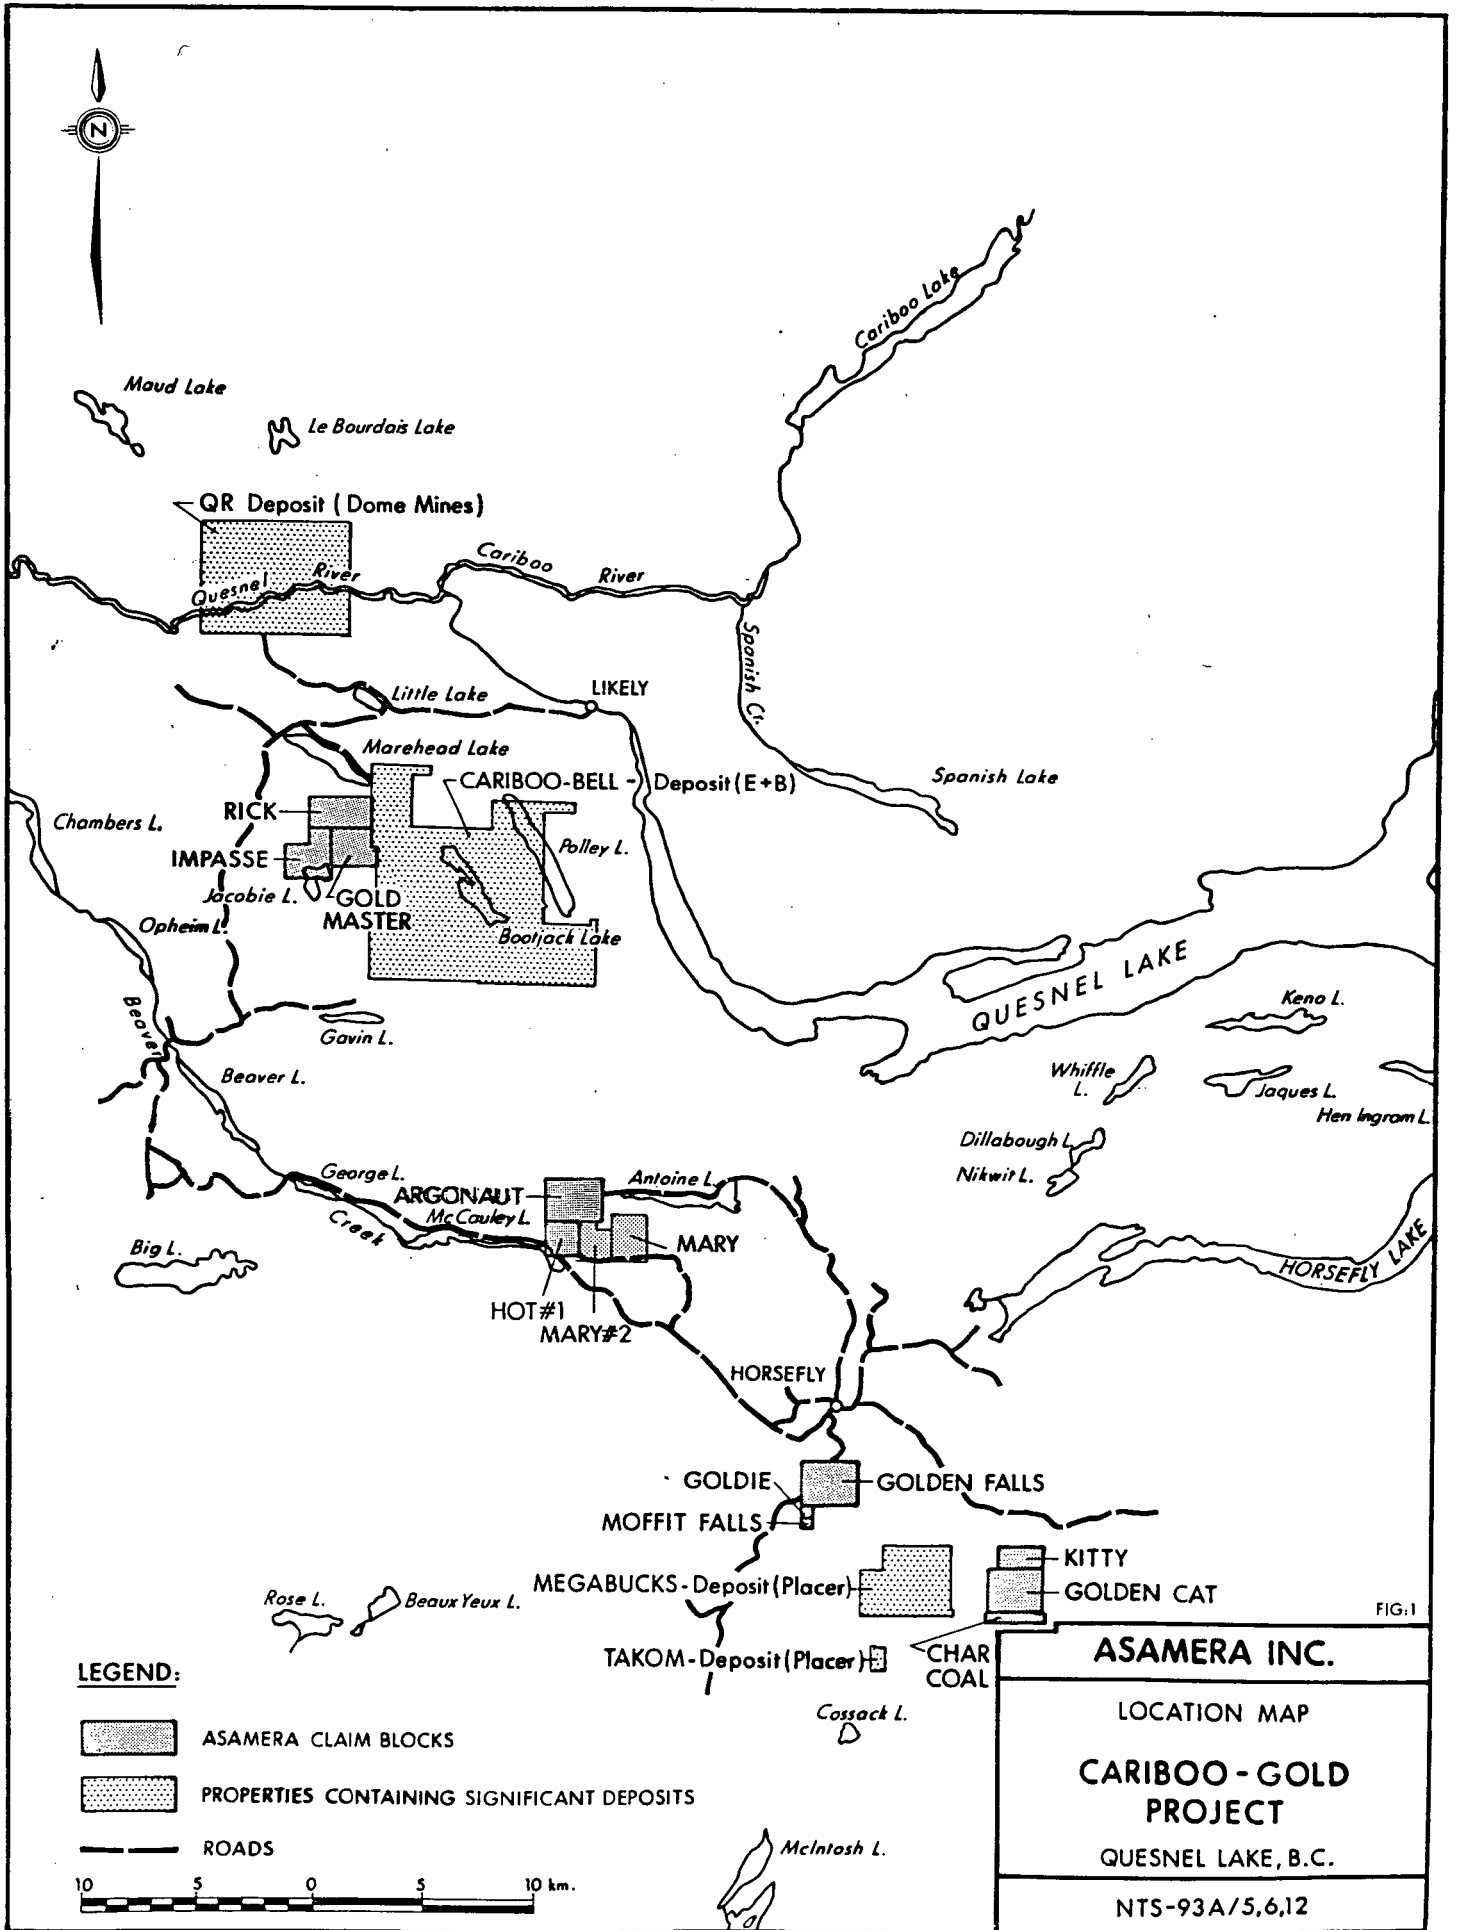 N
Cariboo Lake
Maud Lake
Le Bourdais Lake
QR Deposit (Dome Mines)
Quesnel River
Cariboo River
Spanish Cr.
LIKELY
Little Lake
Marehead Lake
Spanish Lake
CARIBOO-BELL - Deposit (E+B)
RICK
Chambers L.
Polley L.
IMPASSE
Jacobie L.
GOLD
MASTER
Opheim L.
Bootjack Lake
QUESNEL LAKE
Keno L.
Beaver
Gavin L.
Whiffle
L.
Beaver L.
Jaques L.
Hen Ingram L.
Dillabough L.
Nikwit L.
George L.
Antoine L.
ARGONAUT
McCauley L.
Creek
MARY
Big L.
HORSEFLY LAKE
HOT#1
MARY#2
HORSEFLY
GOLDIE
GOLDEN FALLS
MOFFIT FALLS
KITTY
MEGABUCKS - Deposit (Placer)
GOLDEN CAT
Rose L.
Beaux Yeux L.
FIG:1
TAKOM - Deposit (Placer)
CHAR
COAL
Cossack L.
McIntosh L.
LEGEND:
ASAMERA CLAIM BLOCKS
PROPERTIES CONTAINING SIGNIFICANT DEPOSITS
ROADS
10 5 0 5 10 km.
ASAMERA INC.
LOCATION MAP
CARIBOO - GOLD
PROJECT
QUESNEL LAKE, B.C.
NTS-93A/5,6,12